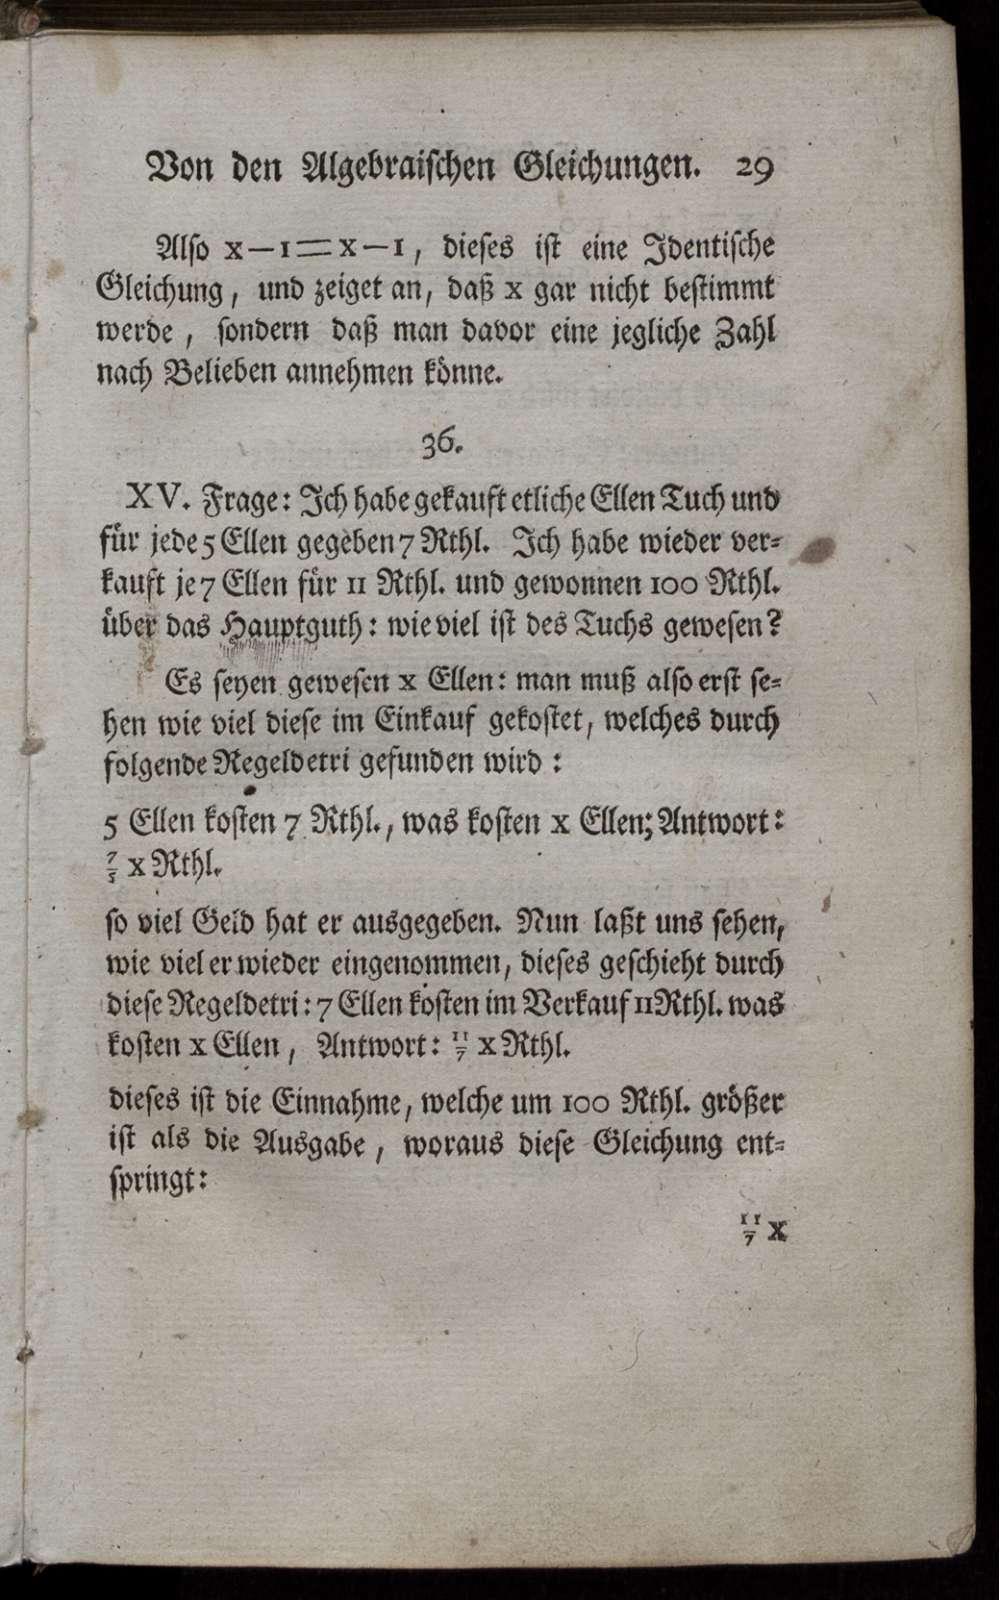 Von den Algebraischen Gleichungen. 29
Also x—1=x—1, dieses ist eine Identische
Gleichung, und zeiget an, daß x gar nicht bestimmt
werde, sondern daß man davor eine jegliche Zahl
nach Belieben annehmen könne.
36.
XV. Frage: Ich habe gekauft etliche Ellen Tuch und
für jede 5 Ellen gegeben 7 Rthl. Ich habe wieder ver-
kauft je 7 Ellen für 11 Rthl. und gewonnen 100 Rthl.
über das Hauptguth: wie viel ist des Tuchs gewesen?
Es seyen gewesen x Ellen: man muß also erst se-
hen wie viel diese im Einkauf gekostet, welches durch
folgende Regeldetri gefunden wird:
5 Ellen kosten 7 Rthl., was kosten x Ellen; Antwort:
7/5 x Rthl.
so viel Geld hat er ausgegeben. Nun laßt uns sehen,
wie viel er wieder eingenommen, dieses geschieht durch
diese Regeldetri: 7 Ellen kosten im Verkauf 11 Rthl. was
kosten x Ellen, Antwort: 11/7 x Rthl.
dieses ist die Einnahme, welche um 100 Rthl. größer
ist als die Ausgabe, woraus diese Gleichung ent-
springt:
11/7 x